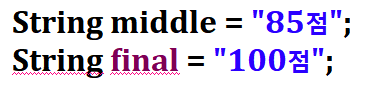 String middle = "85점";
String final = "100점";